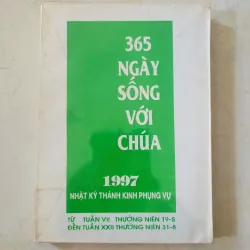 365
NGÀY
SỐNG
VỚI
CHÚA
1997
NHẬT KÝ THÁNH KINH PHỤNG VỤ
TỪ TUẦN VII THƯỜNG NIÊN 19-5
ĐẾN TUẦN XXII THƯỜNG NIÊN 31-8